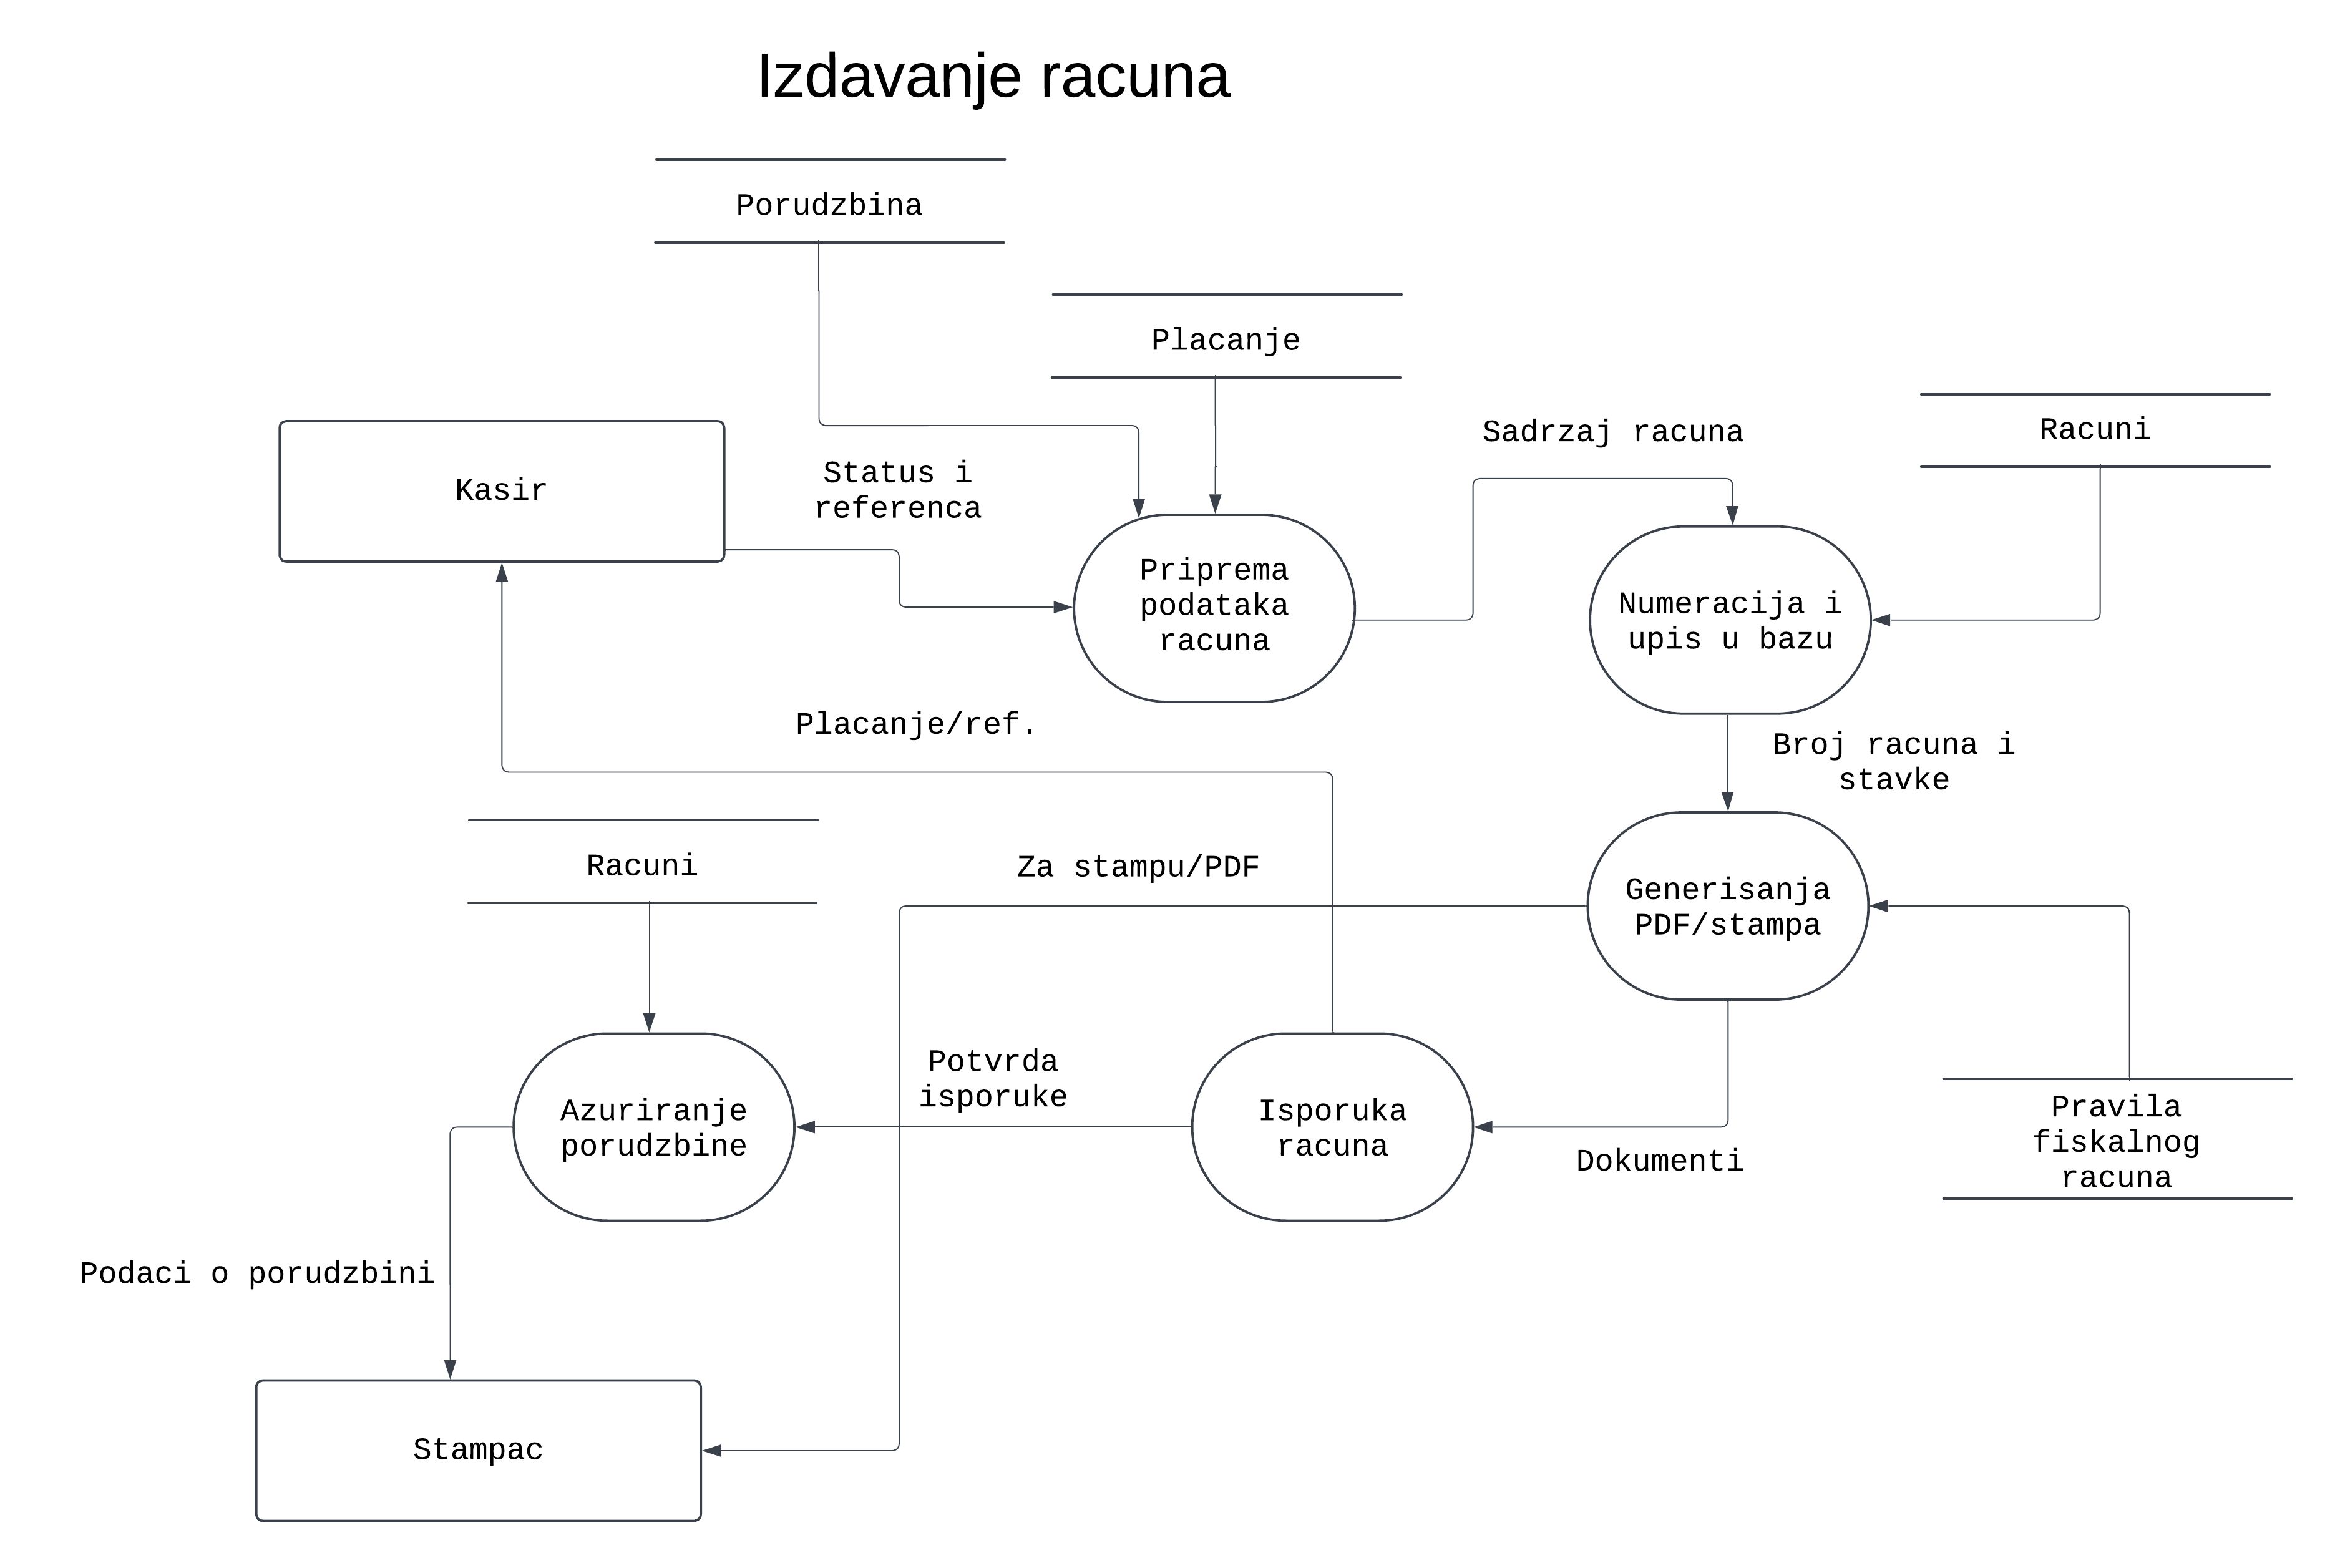 Izdavanje racuna
Porudzbina
Placanje
Sadrzaj racuna
Racuni
Kasir
Status i
referenca
Priprema
podataka
racuna
Numeracija i
upis u bazu
Placanje/ref.
Broj racuna i
stavke
Racuni
Za stampu/PDF
Generisanja
PDF/stampa
Potvrda
isporuke
Azuriranje
porudzbine
Isporuka
racuna
Dokumenti
Pravila
fiskalnog
racuna
Podaci o porudzbini
Stampac